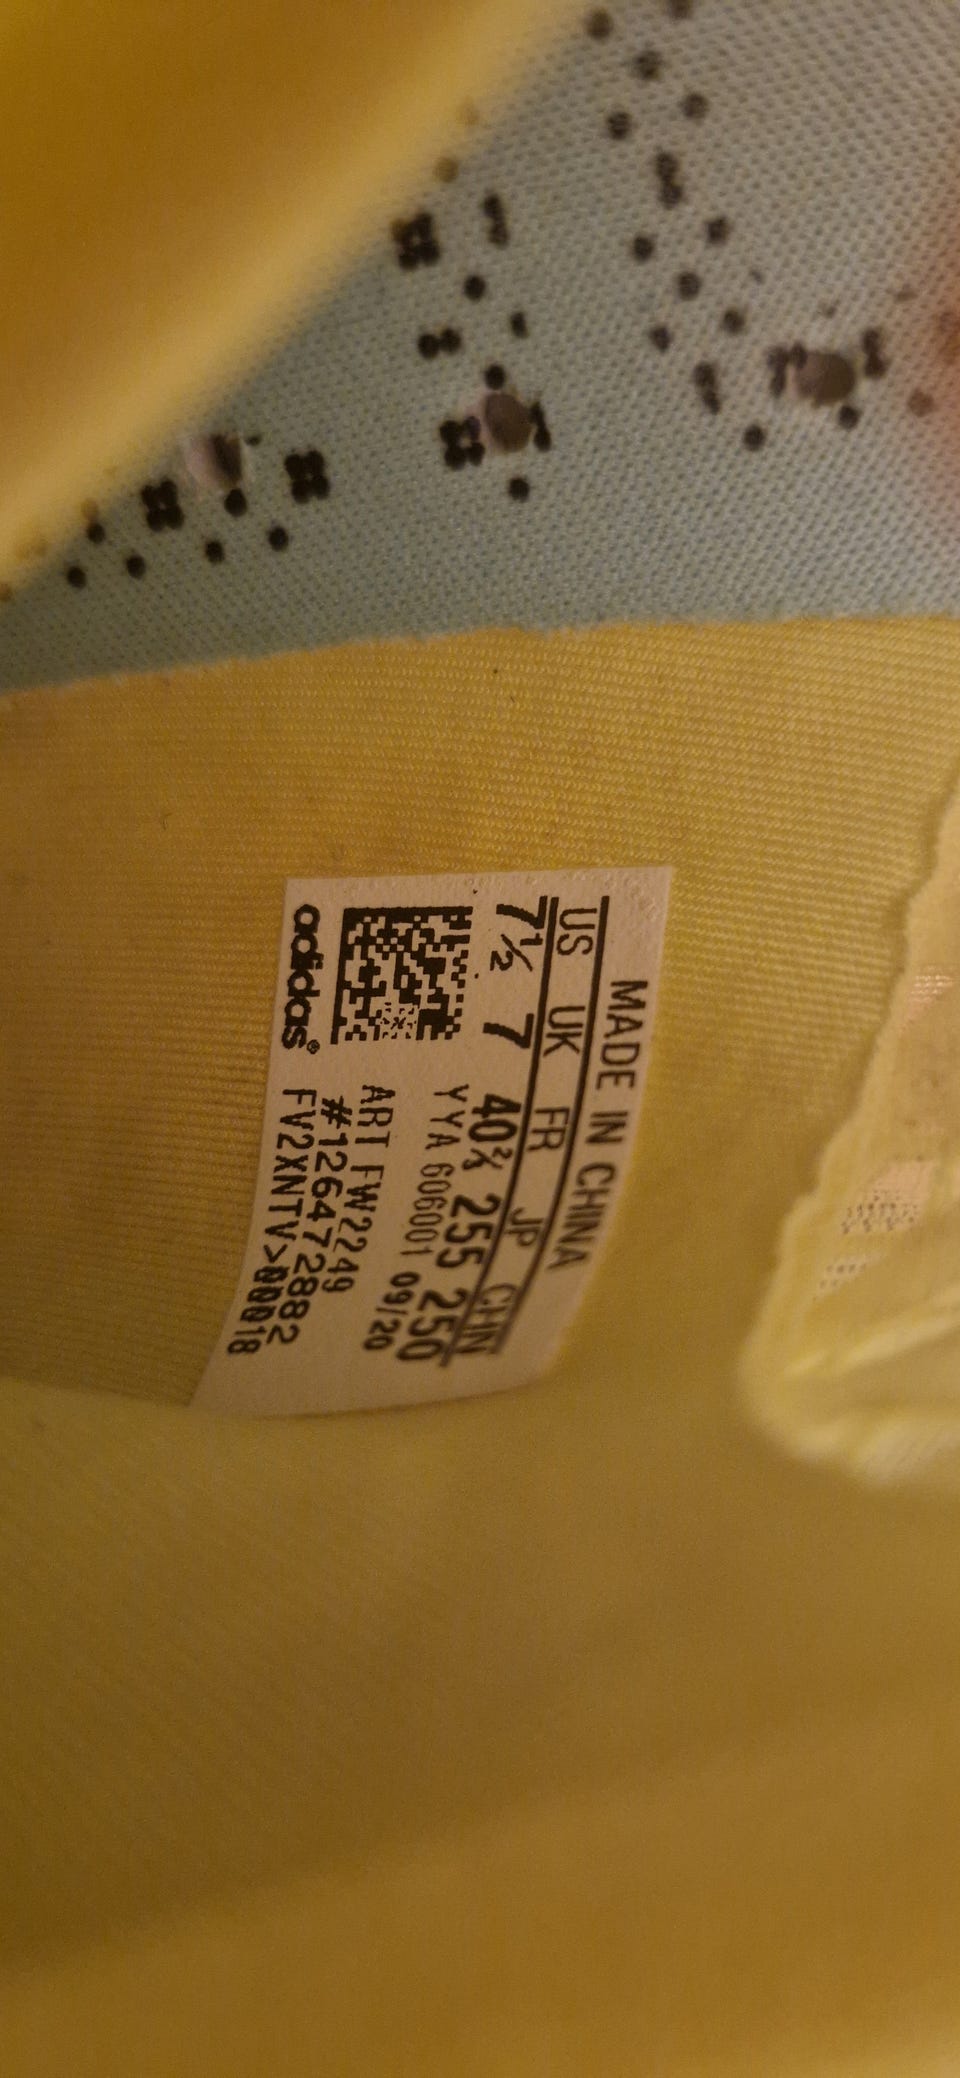 MADE IN CHINA
US UK FR JP CHN
7½ 7 40⅔ 255 250
YYA 606001 09/20
ART FW2249
#126472882
FV2XNTV>00018
adidas®